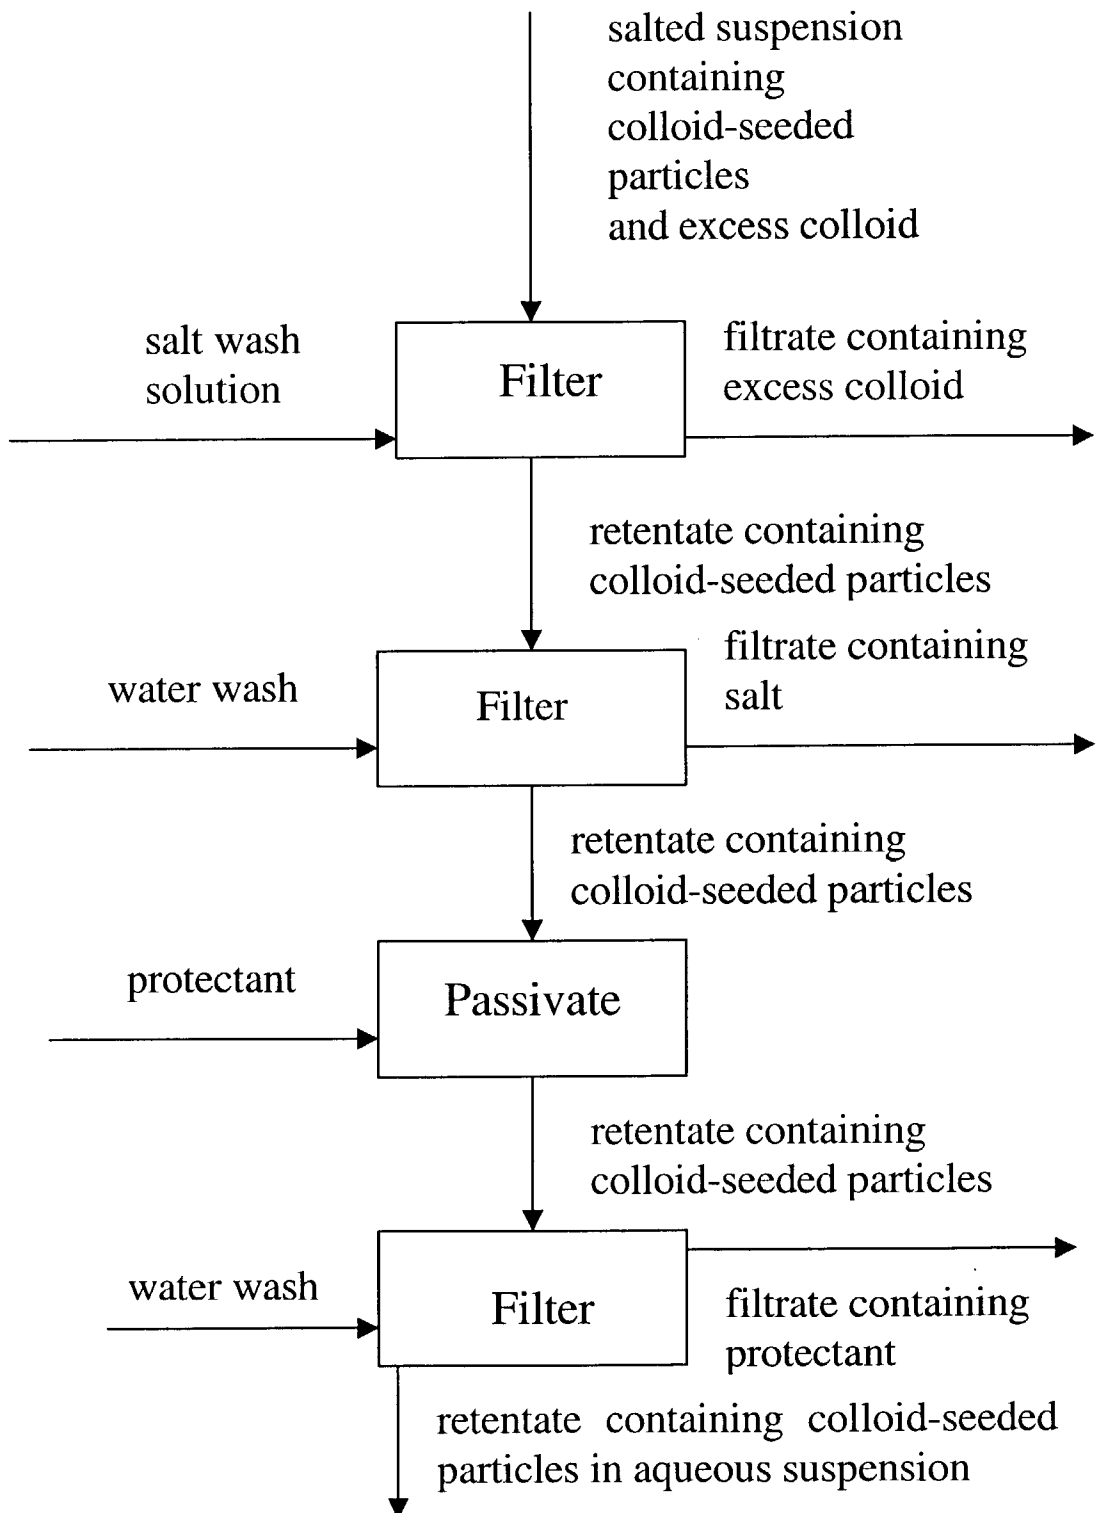 salted suspension
containing
colloid-seeded
particles
and excess colloid
salt wash
solution
Filter
filtrate containing
excess colloid
retentate containing
colloid-seeded particles
water wash
Filter
filtrate containing
salt
retentate containing
colloid-seeded particles
protectant
Passivate
retentate containing
colloid-seeded particles
water wash
Filter
filtrate containing
protectant
retentate containing colloid-seeded
particles in aqueous suspension